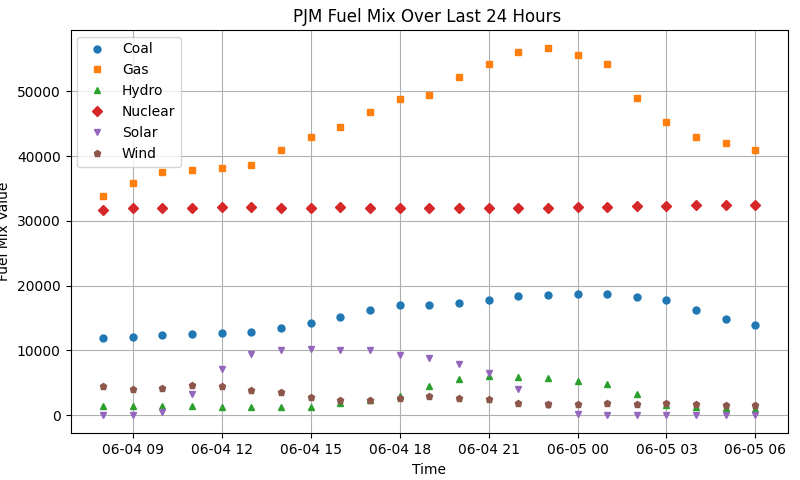 PJM Fuel Mix Over Last 24 Hours
Coal
Gas
Hydro
Nuclear
Solar
Wind
50000
40000
30000
20000
10000
0
Fuel Mix Value
06-04 09 06-04 12 06-04 15 06-04 18 06-04 21 06-05 00 06-05 03 06-05 06
Time